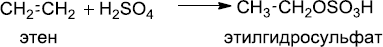 CH₂=CH₂ + H₂SO₄ ⟶ CH₃-CH₂OSO₃H
этен этилгидросульфат